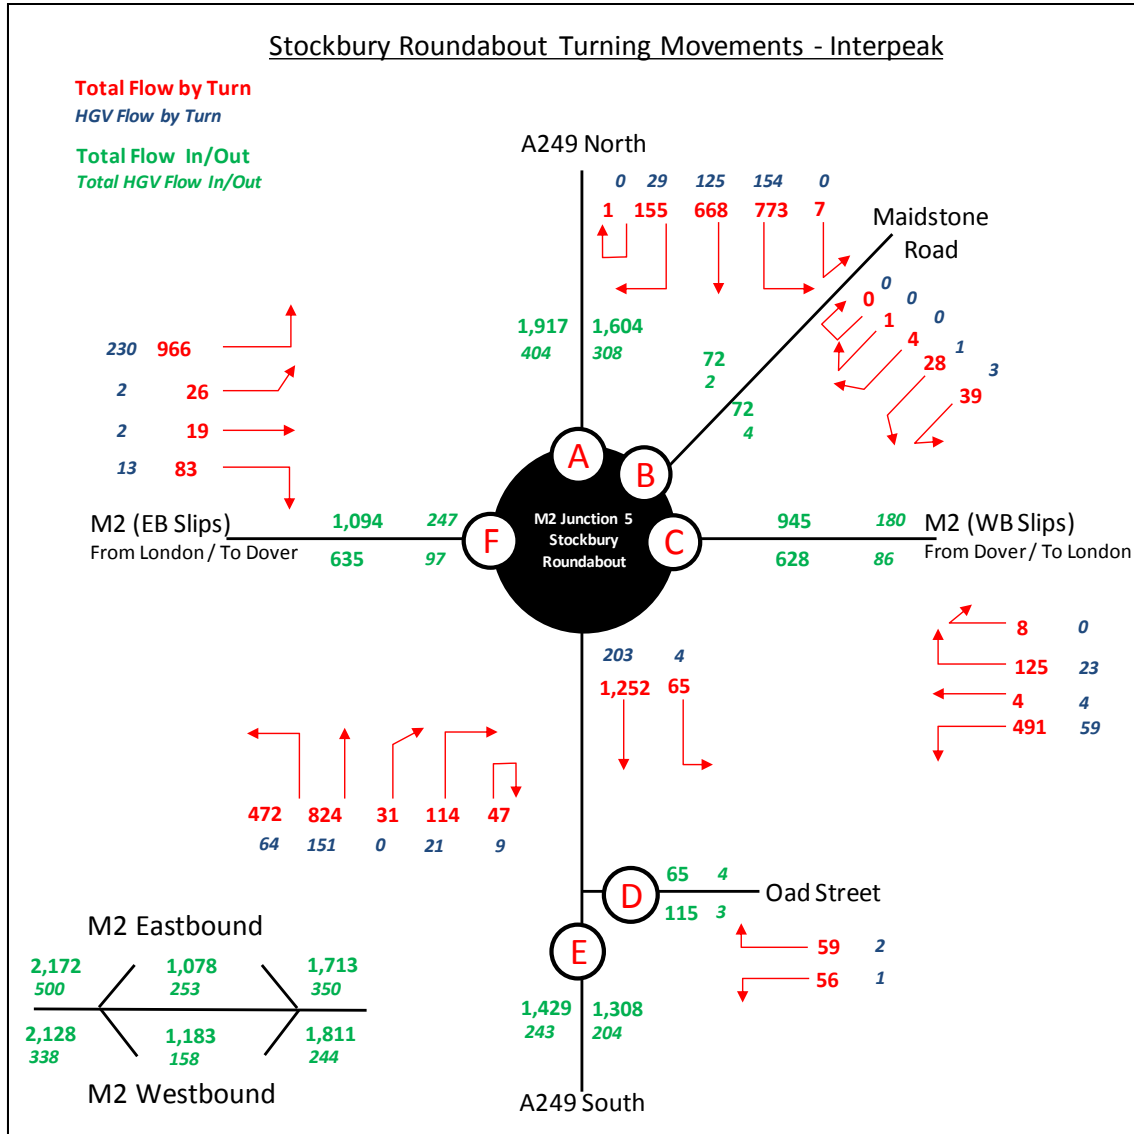 Stockbury Roundabout Turning Movements - Interpeak
Total Flow by Turn
HGV Flow by Turn
Total Flow In/Out
Total HGV Flow In/Out
A249 North
0 29 125 154 0
1 155 668 773 7
Maidstone
Road
0
0 0
1 0
4 1
28 3
39
1,917 1,604
404 308
72
2
72
4
230 966
2 26
2 19
13 83
A
B
M2 (EB Slips)
From London / To Dover
1,094 247
635 97
F
M2 Junction 5
Stockbury
Roundabout
C
945 180
628 86
M2 (WB Slips)
From Dover / To London
8 0
125 23
4 4
491 59
203 4
1,252 65
472 824 31 114 47
64 151 0 21 9
D
65 4
115 3
Oad Street
59 2
56 1
E
1,429 1,308
243 204
A249 South
M2 Eastbound
2,172 1,078 1,713
500 253 350
2,128 1,183 1,811
338 158 244
M2 Westbound